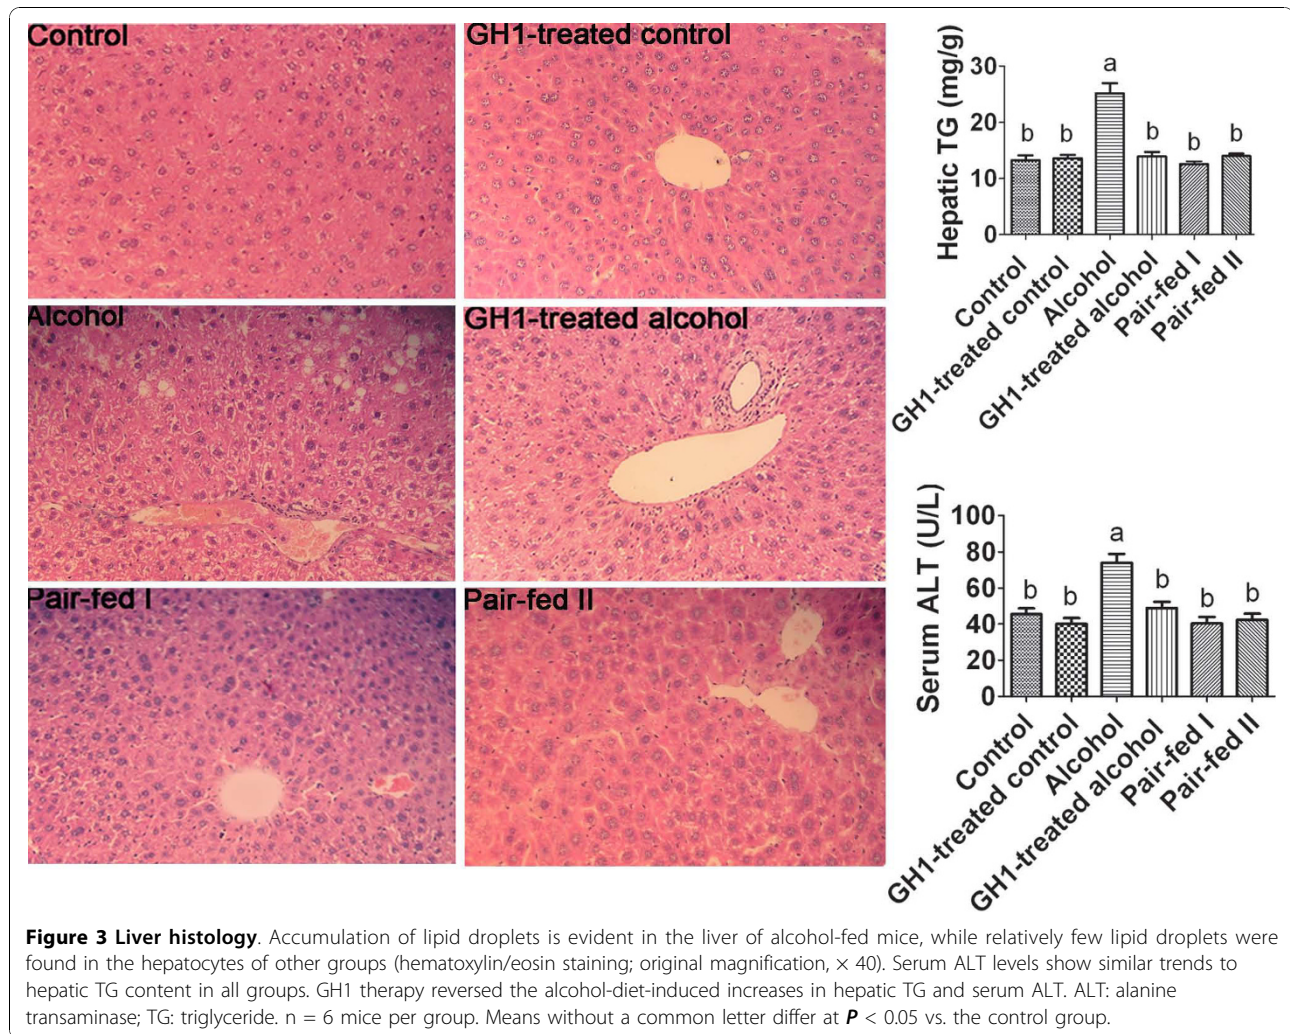 Control
GH1-treated control
Alcohol
GH1-treated alcohol
Pair-fed I
Pair-fed II
Hepatic TG (mg/g)
30
20
10
0
b
b
a
b
b
b
Control
GH1-treated control
Alcohol
GH1-treated alcohol
Pair-fed I
Pair-fed II
Serum ALT (U/L)
100
80
60
40
20
0
b
b
a
b
b
b
Control
GH1-treated control
Alcohol
GH1-treated alcohol
Pair-fed I
Pair-fed II
Figure 3 Liver histology. Accumulation of lipid droplets is evident in the liver of alcohol-fed mice, while relatively few lipid droplets were
found in the hepatocytes of other groups (hematoxylin/eosin staining; original magnification, × 40). Serum ALT levels show similar trends to
hepatic TG content in all groups. GH1 therapy reversed the alcohol-diet-induced increases in hepatic TG and serum ALT. ALT: alanine
transaminase; TG: triglyceride. n = 6 mice per group. Means without a common letter differ at P < 0.05 vs. the control group.